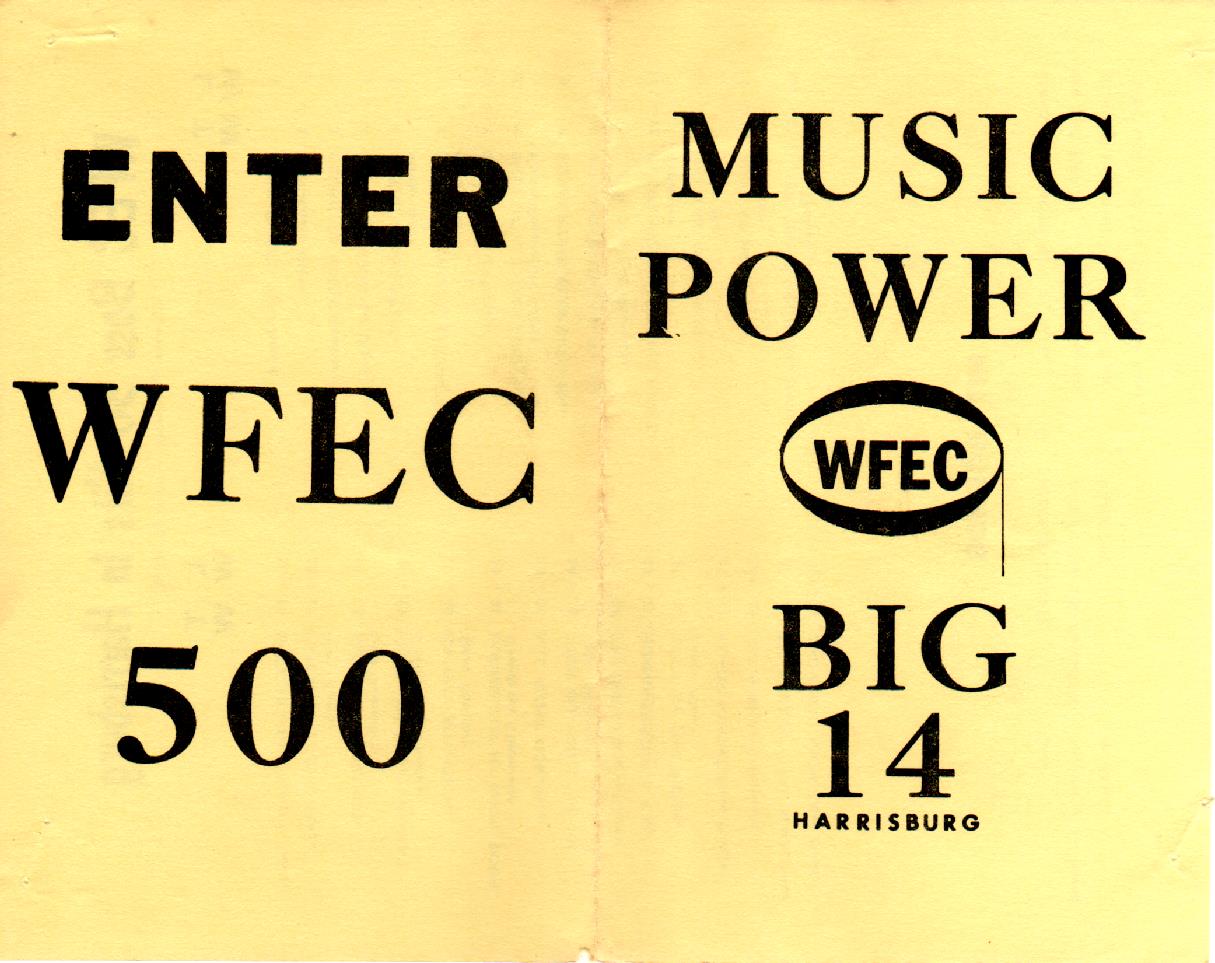 ENTER
WFEC
500
MUSIC
POWER
WFEC
BIG
14
HARRISBURG